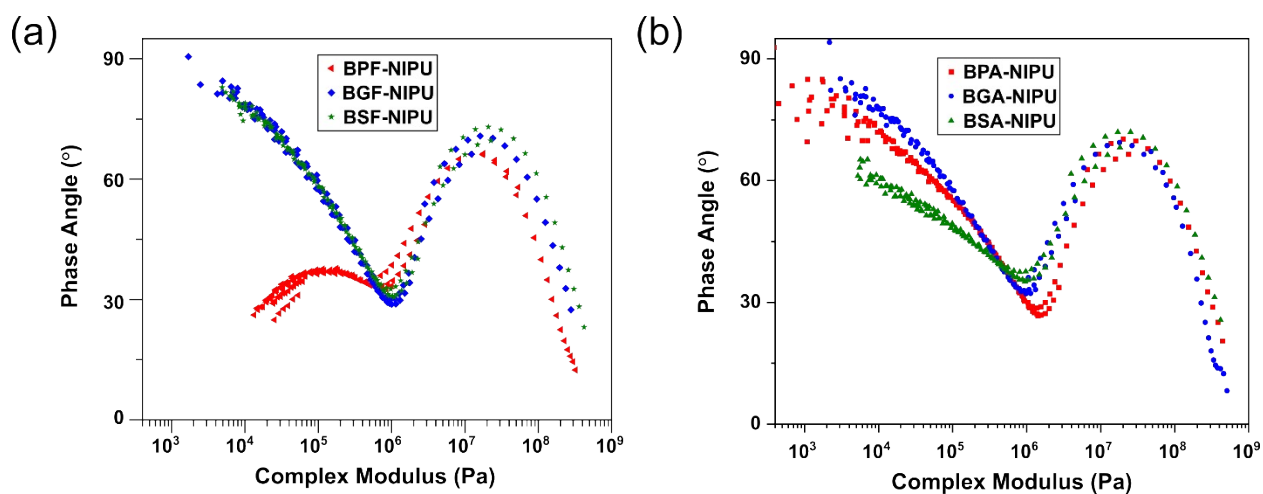 (a)
90
60
30
0
Phase Angle (°)
BPF-NIPU
BGF-NIPU
BSF-NIPU
10³ 10⁴ 10⁵ 10⁶ 10⁷ 10⁸ 10⁹
Complex Modulus (Pa)
(b)
90
60
30
0
Phase Angle (°)
BPA-NIPU
BGA-NIPU
BSA-NIPU
10³ 10⁴ 10⁵ 10⁶ 10⁷ 10⁸ 10⁹
Complex Modulus (Pa)